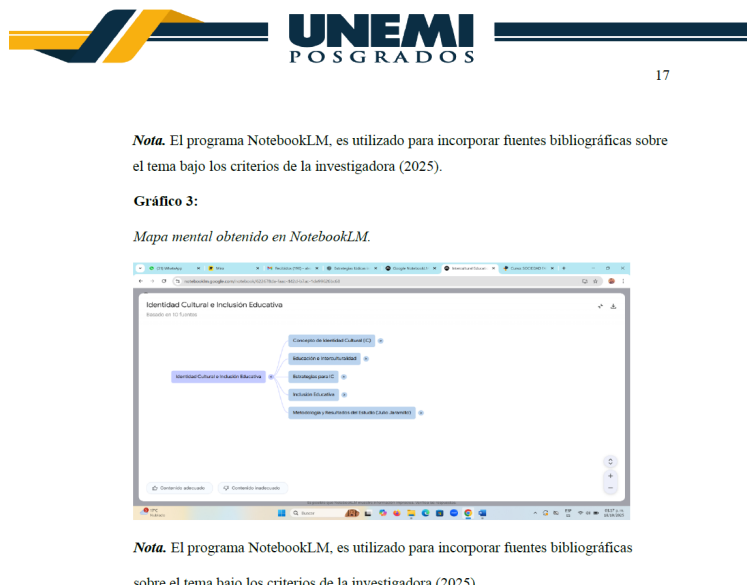 UNEMI
POSGRADOS
17
Nota. El programa NotebookLM, es utilizado para incorporar fuentes bibliográficas sobre
el tema bajo los criterios de la investigadora (2025).
Gráfico 3:
Mapa mental obtenido en NotebookLM.
Identidad Cultural e Inclusión Educativa
Basado en 10 fuentes
Concepto de Identidad Cultural (IC)
Educación e Interculturalidad
Identidad Cultural e Inclusión Educativa
Estrategias para IC
Inclusión Educativa
Metodología y Resultados del Estudio (Julio Jaramillo)
Contenido adecuado
Contenido inadecuado
Buscar
Nota. El programa NotebookLM, es utilizado para incorporar fuentes bibliográficas
sobre el tema bajo los criterios de la investigadora (2025).